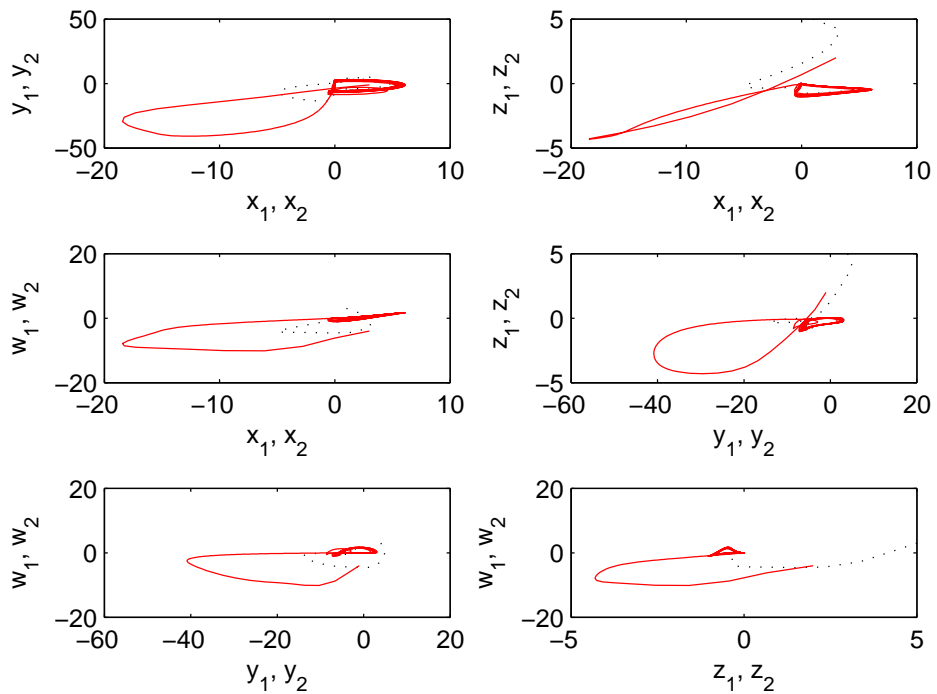 50
0
−50
−20 −10 0 10
y₁, y₂
x₁, x₂
5
0
−5
−20 −10 0 10
z₁, z₂
x₁, x₂
20
0
−20
−20 −10 0 10
w₁, w₂
x₁, x₂
5
0
−5
−60 −40 −20 0 20
z₁, z₂
y₁, y₂
20
0
−20
−60 −40 −20 0 20
w₁, w₂
y₁, y₂
20
0
−20
−5 0 5
w₁, w₂
z₁, z₂